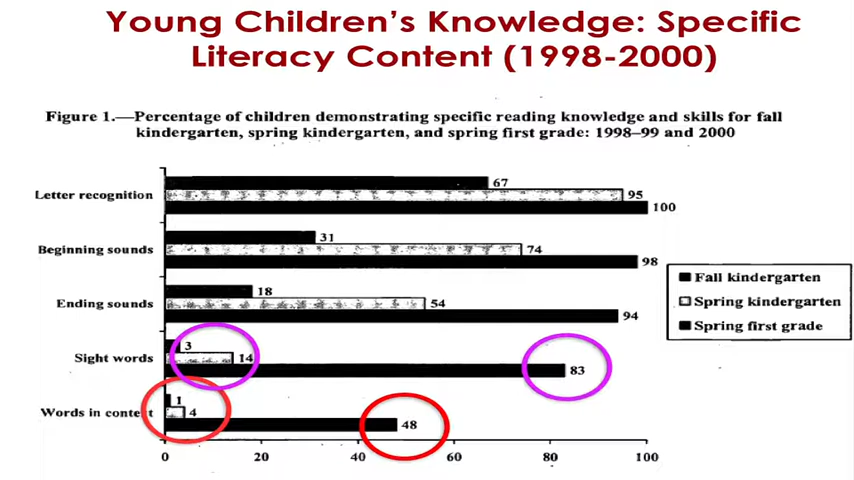 Young Children’s Knowledge: Specific
Literacy Content (1998-2000)
Figure 1.—Percentage of children demonstrating specific reading knowledge and skills for fall
kindergarten, spring kindergarten, and spring first grade: 1998–99 and 2000
Letter recognition
67
95
100
Beginning sounds
31
74
98
Ending sounds
18
54
94
Sight words
3
14
83
Words in context
1
4
48
0 20 40 60 80 100
Fall kindergarten
Spring kindergarten
Spring first grade